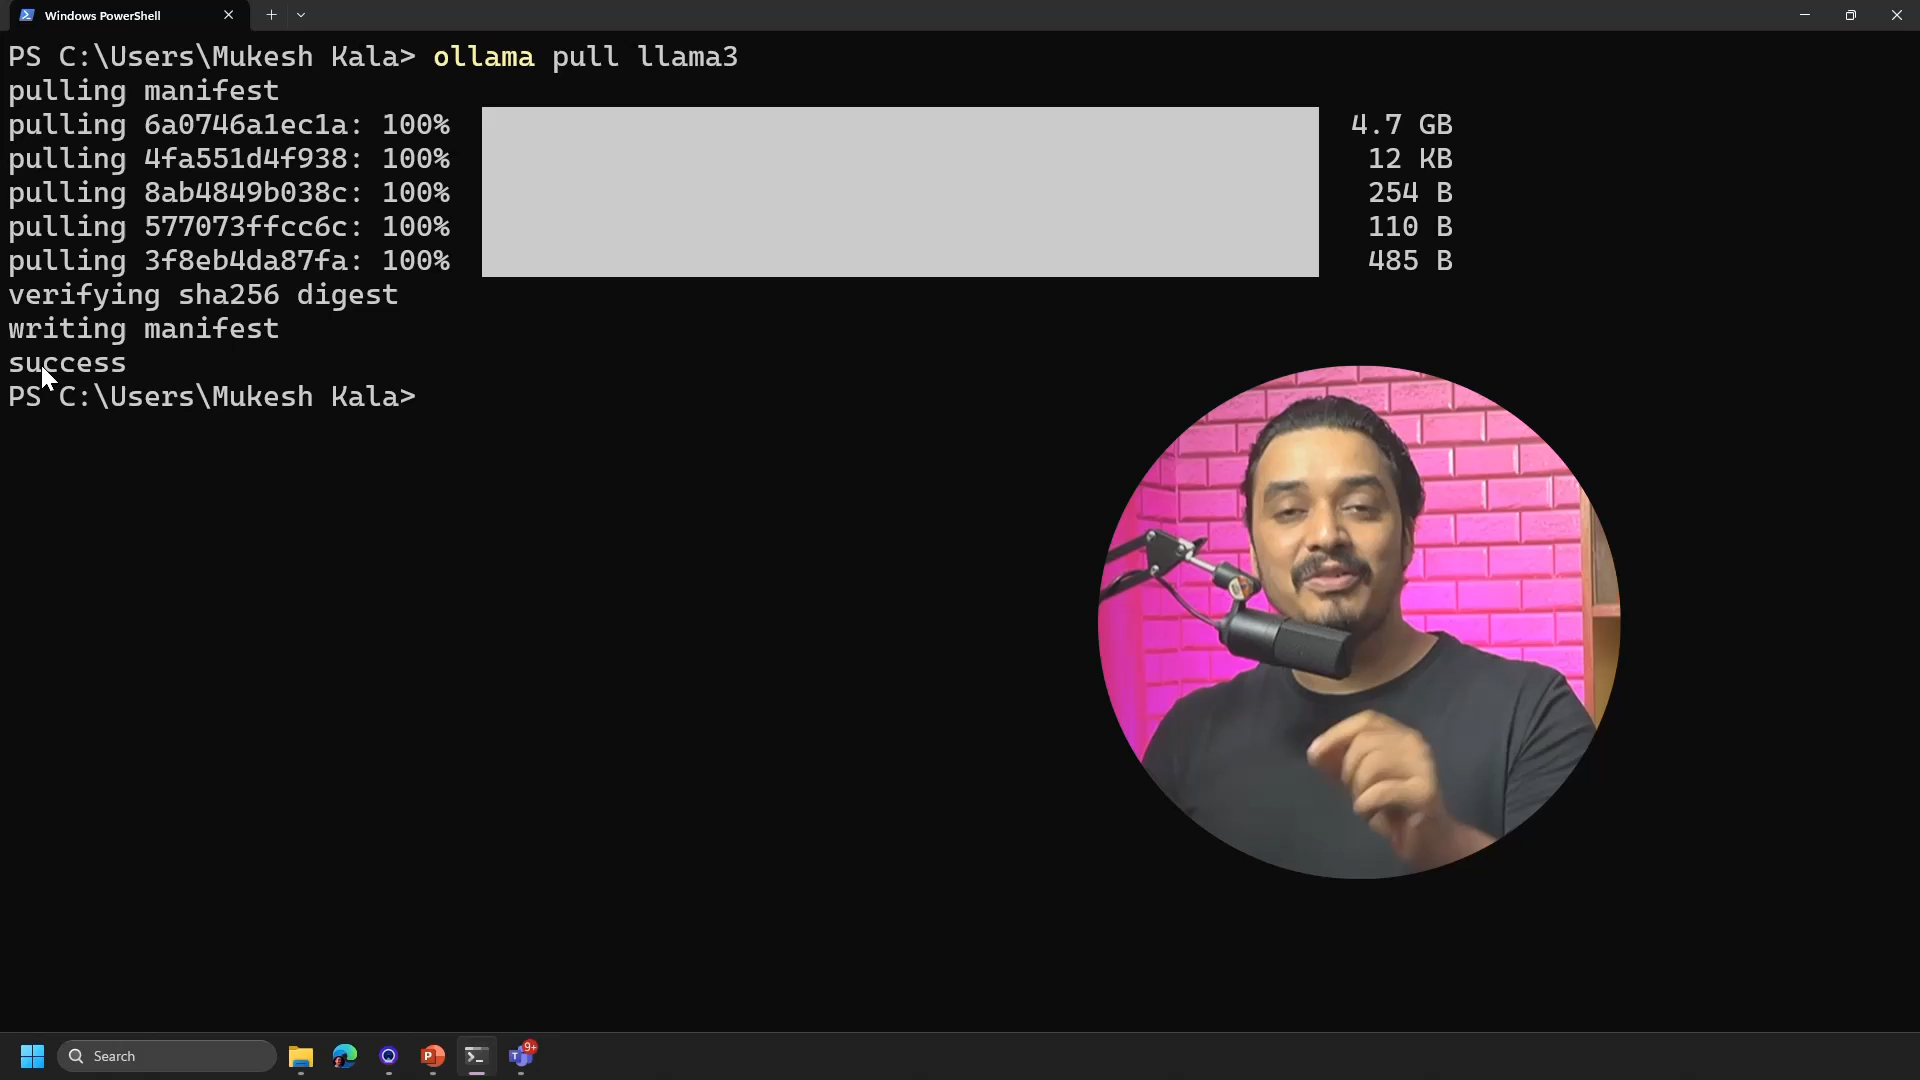 Windows PowerShell
PS C:\Users\Mukesh Kala> ollama pull llama3
pulling manifest
pulling 6a0746a1ec1a: 100% 4.7 GB
pulling 4fa551d4f938: 100% 12 KB
pulling 8ab4849b038c: 100% 254 B
pulling 577073ffcc6c: 100% 110 B
pulling 3f8eb4da87fa: 100% 485 B
verifying sha256 digest
writing manifest
success
PS C:\Users\Mukesh Kala>
Search
9+